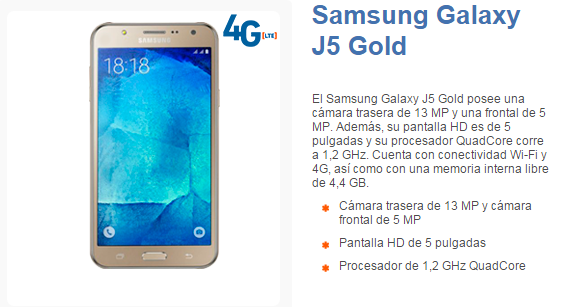 4G [LTE]
SAMSUNG
18:18
Samsung Galaxy
J5 Gold
El Samsung Galaxy J5 Gold posee una
cámara trasera de 13 MP y una frontal de 5
MP. Además, su pantalla HD es de 5
pulgadas y su procesador QuadCore corre
a 1,2 GHz. Cuenta con conectividad Wi-Fi y
4G, así como con una memoria interna libre
de 4,4 GB.
Cámara trasera de 13 MP y cámara
frontal de 5 MP
Pantalla HD de 5 pulgadas
Procesador de 1,2 GHz QuadCore